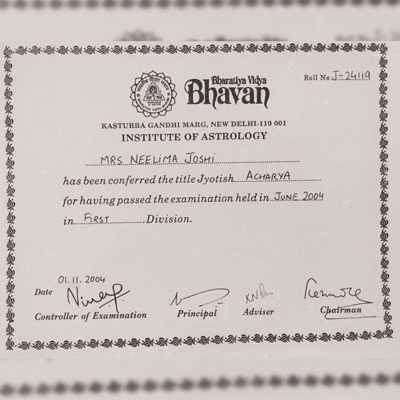 Bharatiya Vidya
Bhavan
Roll No J-24119
KASTURBA GANDHI MARG, NEW DELHI-110 001
INSTITUTE OF ASTROLOGY
MRS NEELIMA JOSHI
has been conferred the title Jyotish ACHARYA
for having passed the examination held in JUNE 2004
in FIRST Division.
01.11.2004
Date
Controller of Examination Principal Adviser Chairman